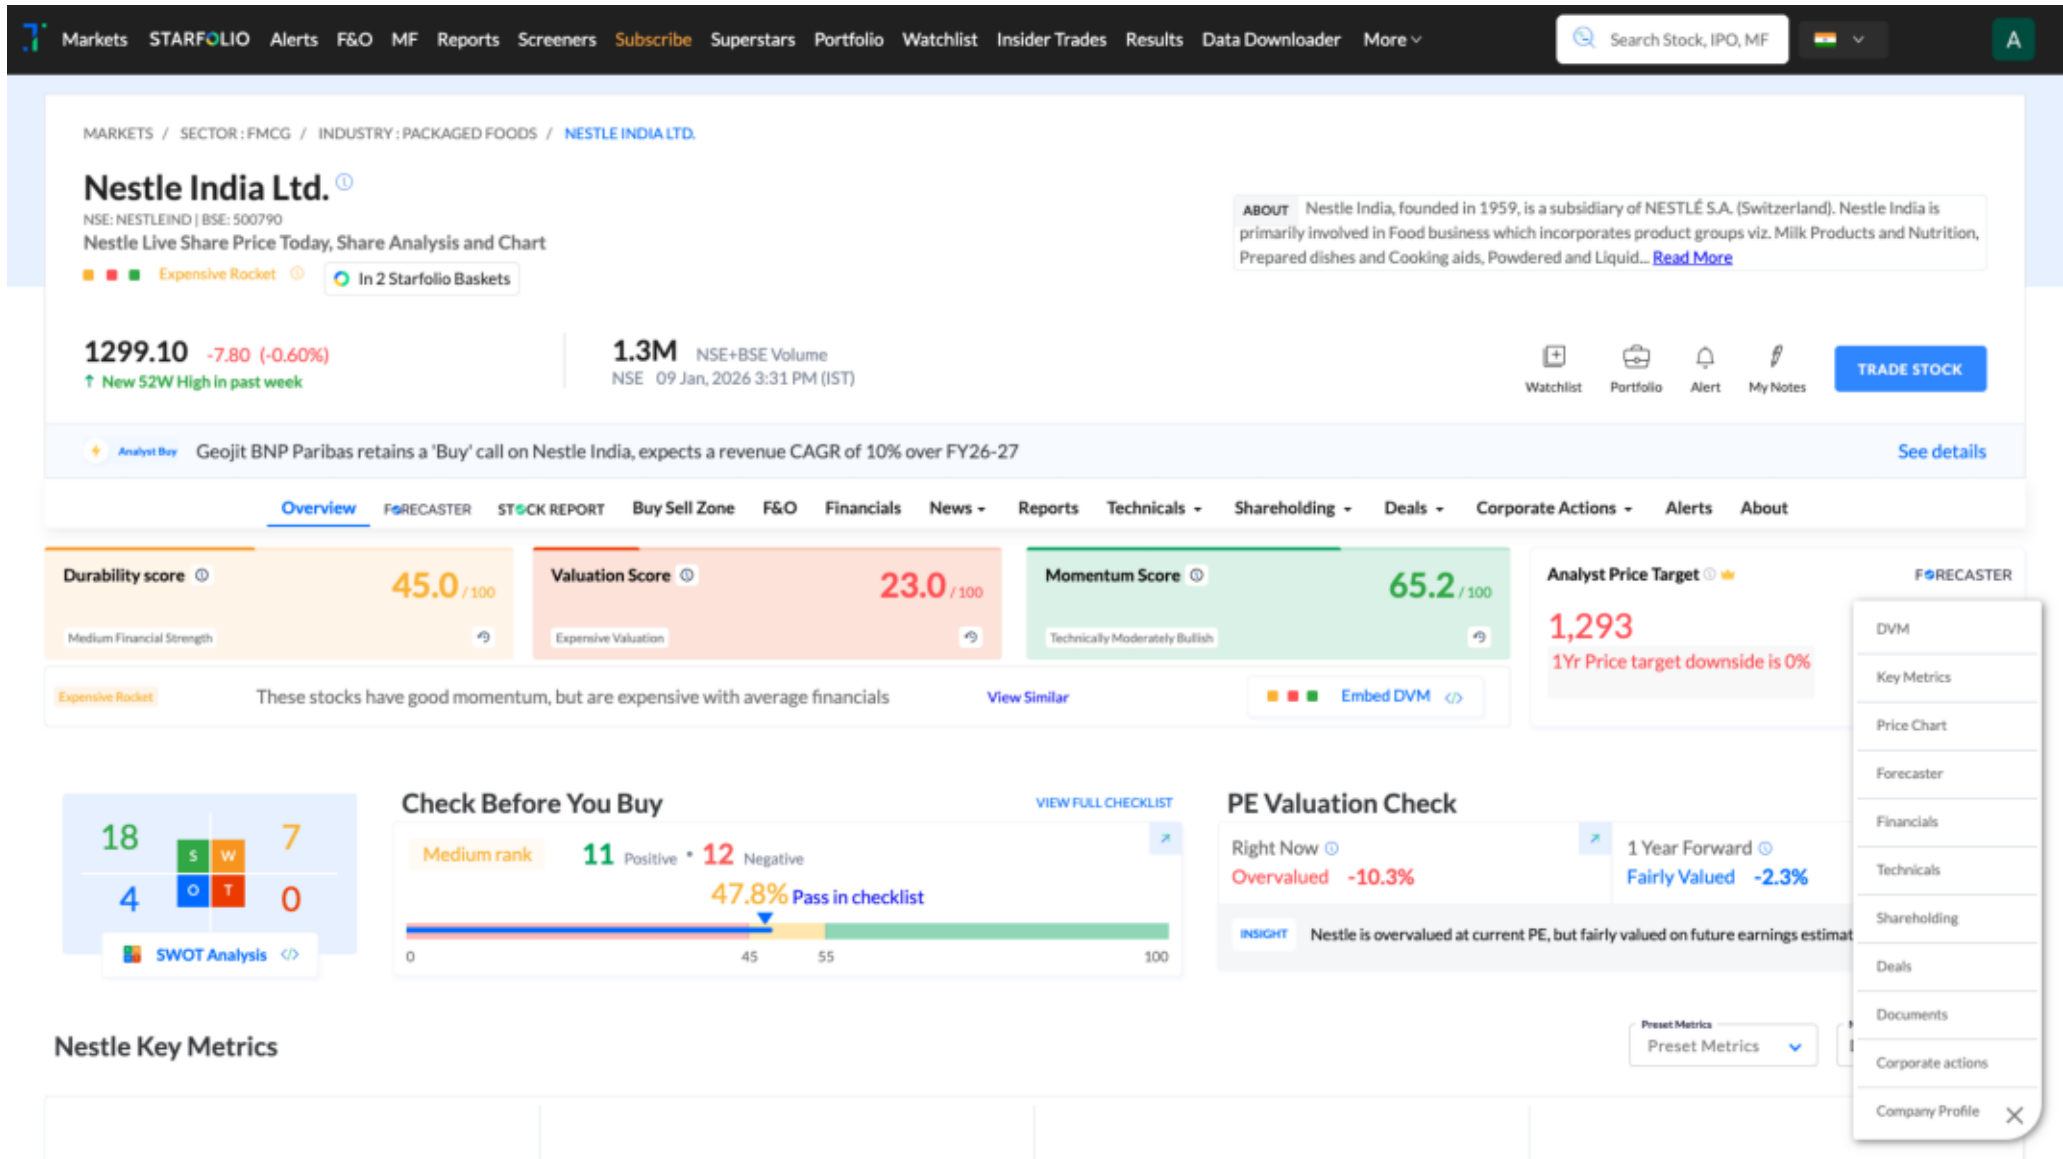 Markets STARFOLIO Alerts F&O MF Reports Screeners Subscribe Superstars Portfolio Watchlist Insider Trades Results Data Downloader More Search Stock, IPO, MF A
MARKETS / SECTOR : FMCG / INDUSTRY : PACKAGED FOODS / NESTLE INDIA LTD.
Nestle India Ltd.
NSE: NESTLEIND | BSE: 500790
Nestle Live Share Price Today, Share Analysis and Chart
Expensive Rocket In 2 Starfolio Baskets
ABOUT Nestle India, founded in 1959, is a subsidiary of NESTLÉ S.A. (Switzerland). Nestle India is
primarily involved in Food business which incorporates product groups viz. Milk Products and Nutrition,
Prepared dishes and Cooking aids, Powdered and Liquid... Read More
1299.10 -7.80 (-0.60%)
↑ New 52W High in past week
1.3M NSE+BSE Volume
NSE 09 Jan, 2026 3:31 PM (IST)
Watchlist Portfolio Alert My Notes TRADE STOCK
Analyst Buy Geojit BNP Paribas retains a 'Buy' call on Nestle India, expects a revenue CAGR of 10% over FY26-27 See details
Overview FORECASTER STOCK REPORT Buy Sell Zone F&O Financials News Reports Technicals Shareholding Deals Corporate Actions Alerts About
Durability score 45.0 / 100
Medium Financial Strength
Valuation Score 23.0 / 100
Expensive Valuation
Momentum Score 65.2 / 100
Technically Moderately Bullish
Analyst Price Target FORECASTER
1,293
1Yr Price target downside is 0%
Expensive Rocket These stocks have good momentum, but are expensive with average financials View Similar Embed DVM </>
18 S W 7
4 O T 0
SWOT Analysis </>
Check Before You Buy VIEW FULL CHECKLIST
Medium rank 11 Positive • 12 Negative
47.8% Pass in checklist
0 45 55 100
PE Valuation Check
Right Now
Overvalued -10.3%
1 Year Forward
Fairly Valued -2.3%
INSIGHT Nestle is overvalued at current PE, but fairly valued on future earnings estimat
Nestle Key Metrics
Preset Metrics
Preset Metrics
DVM
Key Metrics
Price Chart
Forecaster
Financials
Technicals
Shareholding
Deals
Documents
Corporate actions
Company Profile